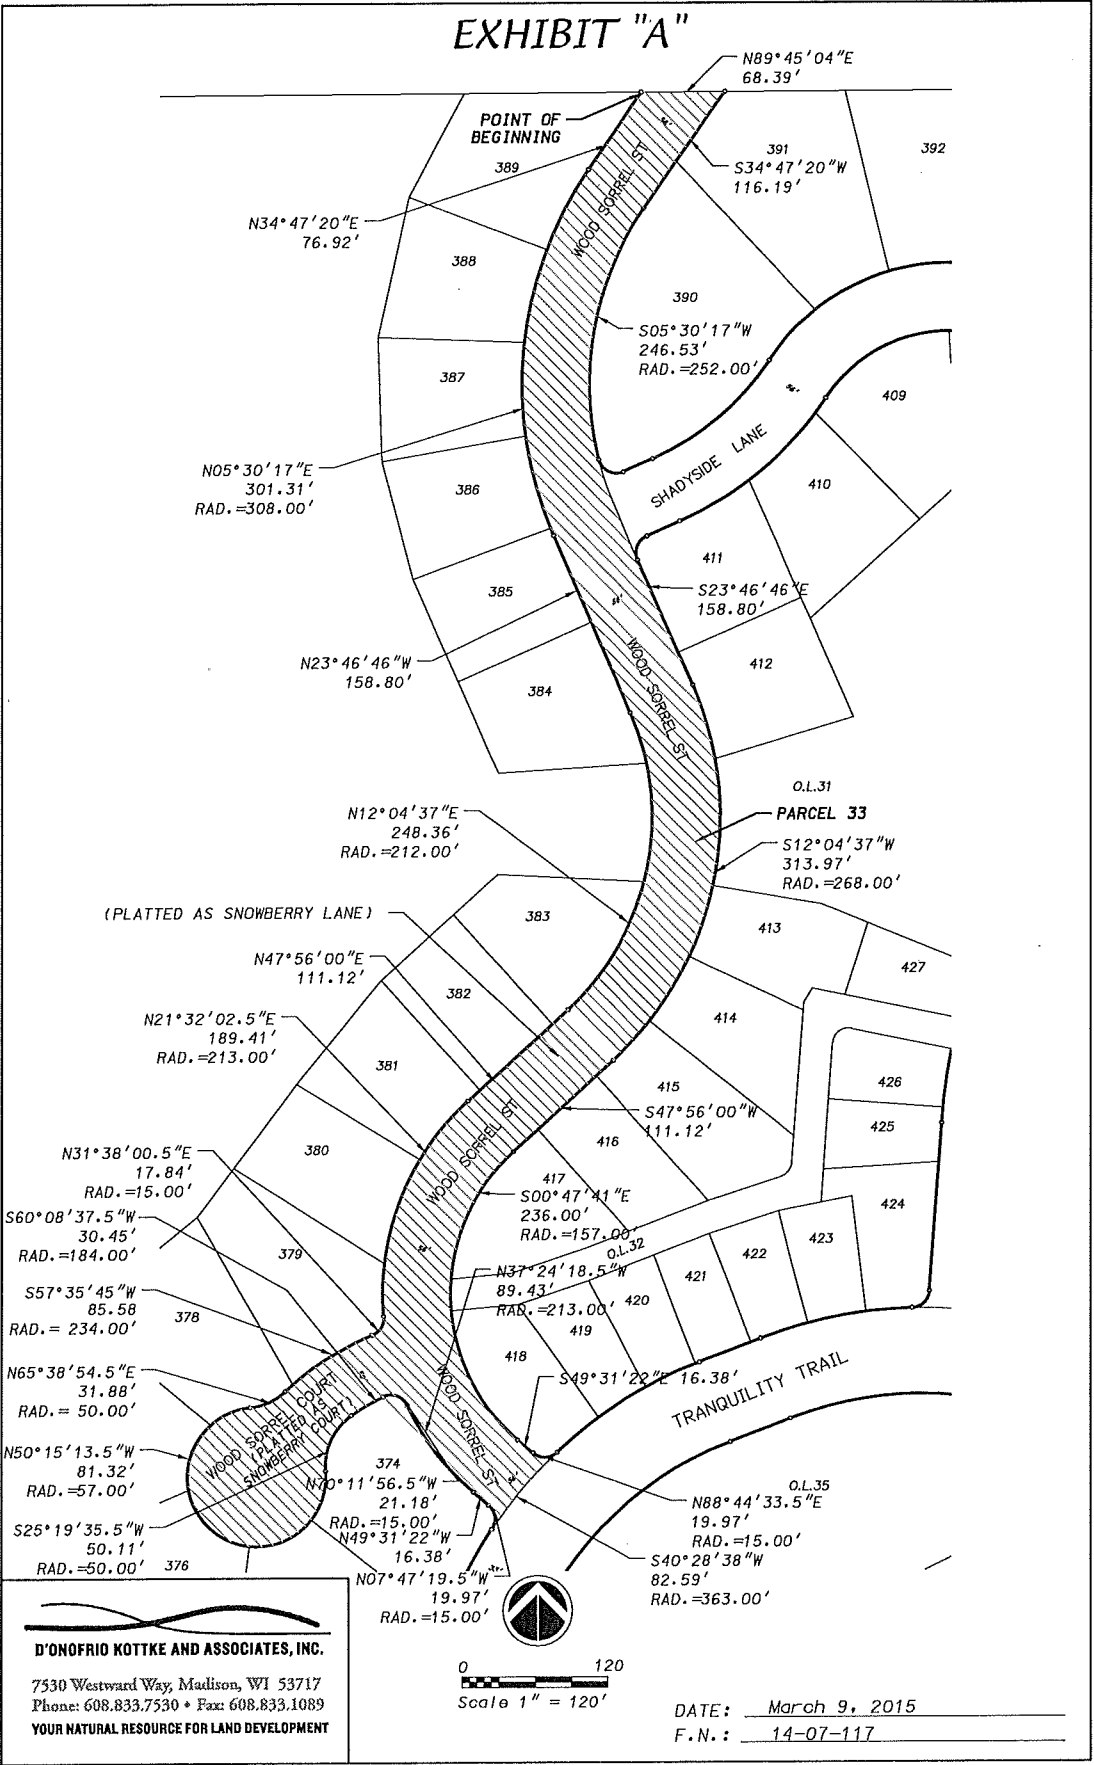 EXHIBIT "A"
N89°45'04"E
68.39'
POINT OF
BEGINNING
389
391
392
S34°47'20"W
116.19'
WOOD SORREL ST
N34°47'20"E
76.92'
388
390
S05°30'17"W
246.53'
RAD.=252.00'
387
409
SHADYSIDE LANE
N05°30'17"E
301.31'
RAD.=308.00'
386
410
411
385
S23°46'46"E
158.80'
N23°46'46"W
158.80'
WOOD SORREL ST
412
384
O.L.31
PARCEL 33
N12°04'37"E
248.36'
RAD.=212.00'
S12°04'37"W
313.97'
RAD.=268.00'
(PLATTED AS SNOWBERRY LANE)
383
413
427
N47°56'00"E
111.12'
382
414
N21°32'02.5"E
189.41'
RAD.=213.00'
381
415
426
S47°56'00"W
111.12'
425
416
WOOD SORREL ST
380
N31°38'00.5"E
17.84'
RAD.=15.00'
417
S00°47'41"E
236.00'
RAD.=157.00'
424
S60°08'37.5"W
30.45'
RAD.=184.00'
379
O.L.32
423
422
421
420
419
418
N37°24'18.5"W
89.43'
RAD.=213.00'
S57°35'45"W
85.58
RAD.= 234.00'
378
S49°31'22"E 16.38'
TRANQUILITY TRAIL
N65°38'54.5"E
31.88'
RAD.= 50.00'
WOOD SORREL COURT
(PLATTED AS
SNOWBERRY COURT)
WOOD SORREL ST
N50°15'13.5"W
81.32'
RAD.=57.00'
374
N70°11'56.5"W
21.18'
RAD.=15.00'
O.L.35
N88°44'33.5"E
19.97'
RAD.=15.00'
S25°19'35.5"W
50.11'
RAD.=50.00'
376
N49°31'22"W
16.38'
S40°28'38"W
82.59'
RAD.=363.00'
N07°47'19.5"W
19.97'
RAD.=15.00'
D'ONOFRIO KOTTKE AND ASSOCIATES, INC.
7530 Westward Way, Madison, WI 53717
Phone: 608.833.7530 • Fax: 608.833.1089
YOUR NATURAL RESOURCE FOR LAND DEVELOPMENT
0 120
Scale 1" = 120'
DATE: March 9, 2015
F.N.: 14-07-117